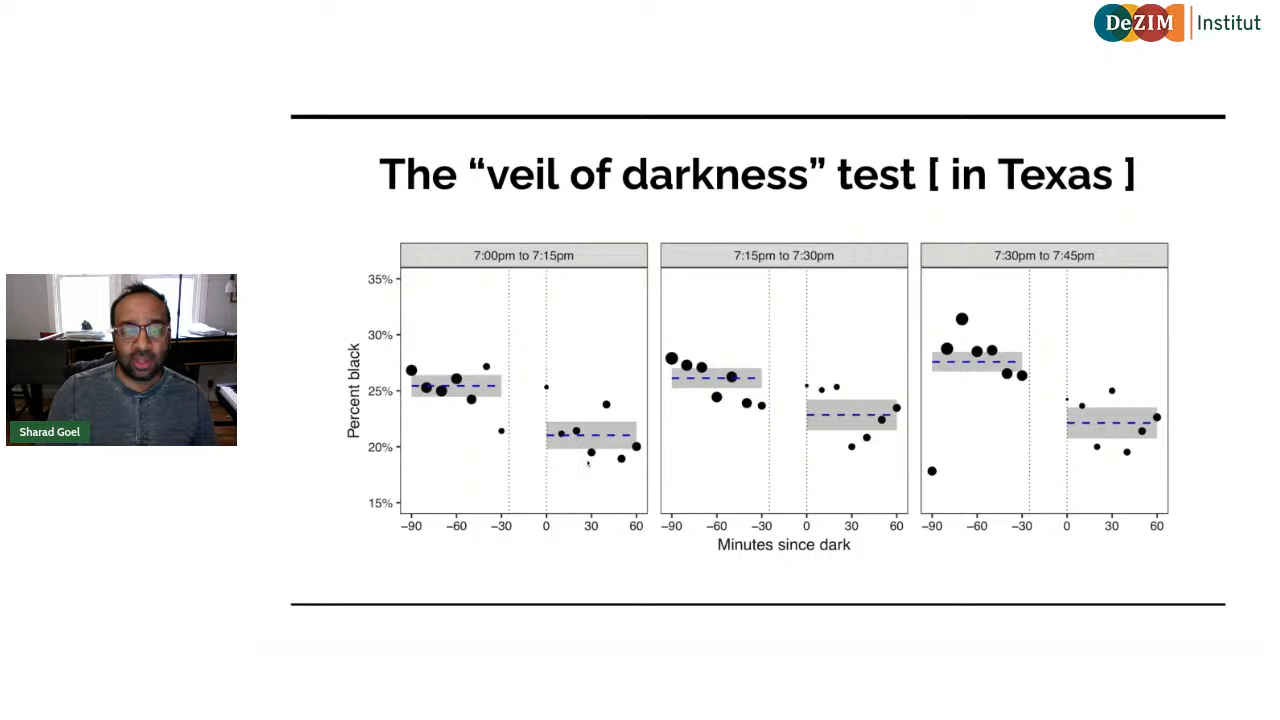 DeZIM Institut
The “veil of darkness” test [ in Texas ]
7:00pm to 7:15pm
7:15pm to 7:30pm
7:30pm to 7:45pm
Percent black
35%
30%
25%
20%
15%
−90 −60 −30 0 30 60
−90 −60 −30 0 30 60
−90 −60 −30 0 30 60
Minutes since dark
Sharad Goel